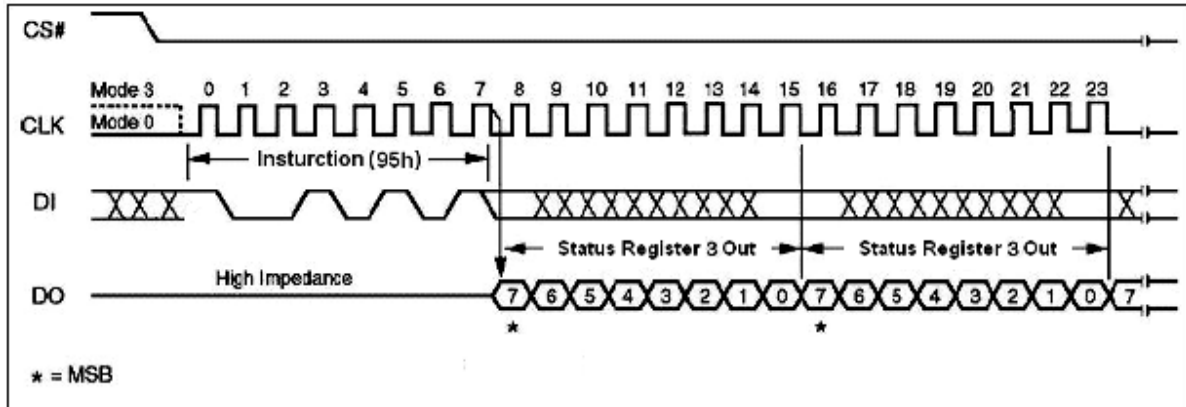 CS#
Mode 3
0 1 2 3 4 5 6 7 8 9 10 11 12 13 14 15 16 17 18 19 20 21 22 23
CLK
Mode 0
Insturction (95h)
DI
Status Register 3 Out
Status Register 3 Out
High Impedance
DO
7 6 5 4 3 2 1 0 7 6 5 4 3 2 1 0 7
* *
* = MSB